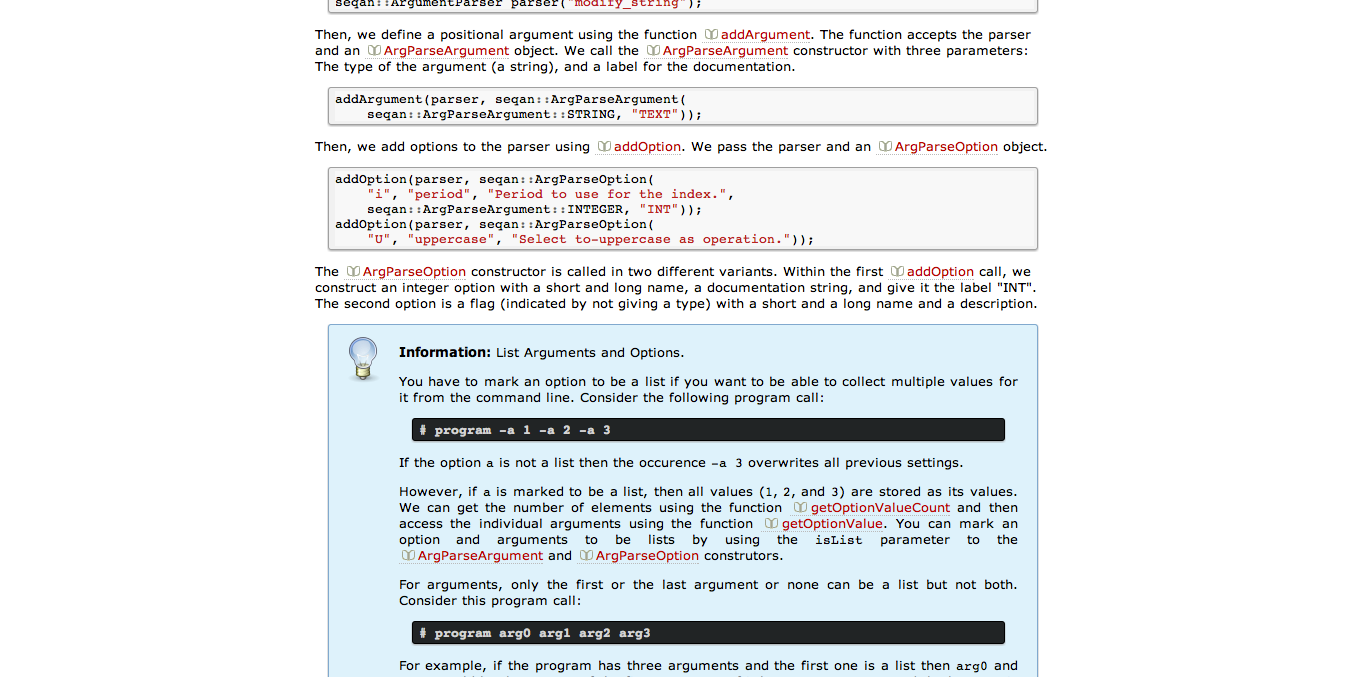 seqan::ArgumentParser parser("modify_string");
Then, we define a positional argument using the function addArgument. The function accepts the parser
and an ArgParseArgument object. We call the ArgParseArgument constructor with three parameters:
The type of the argument (a string), and a label for the documentation.
addArgument(parser, seqan::ArgParseArgument(
    seqan::ArgParseArgument::STRING, "TEXT"));
Then, we add options to the parser using addOption. We pass the parser and an ArgParseOption object.
addOption(parser, seqan::ArgParseOption(
    "i", "period", "Period to use for the index.",
    seqan::ArgParseArgument::INTEGER, "INT"));
addOption(parser, seqan::ArgParseOption(
    "U", "uppercase", "Select to-uppercase as operation."));
The ArgParseOption constructor is called in two different variants. Within the first addOption call, we
construct an integer option with a short and long name, a documentation string, and give it the label "INT".
The second option is a flag (indicated by not giving a type) with a short and a long name and a description.
Information: List Arguments and Options.
You have to mark an option to be a list if you want to be able to collect multiple values for
it from the command line. Consider the following program call:
# program -a 1 -a 2 -a 3
If the option a is not a list then the occurence -a 3 overwrites all previous settings.
However, if a is marked to be a list, then all values (1, 2, and 3) are stored as its values.
We can get the number of elements using the function getOptionValueCount and then
access the individual arguments using the function getOptionValue. You can mark an
option and arguments to be lists by using the isList parameter to the
ArgParseArgument and ArgParseOption construtors.
For arguments, only the first or the last argument or none can be a list but not both.
Consider this program call:
# program arg0 arg1 arg2 arg3
For example, if the program has three arguments and the first one is a list then arg0 and